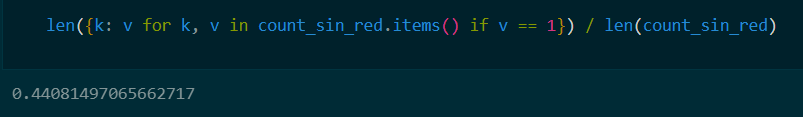 len({k: v for k, v in count_sin_red.items() if v == 1}) / len(count_sin_red)
0.44081497065662717